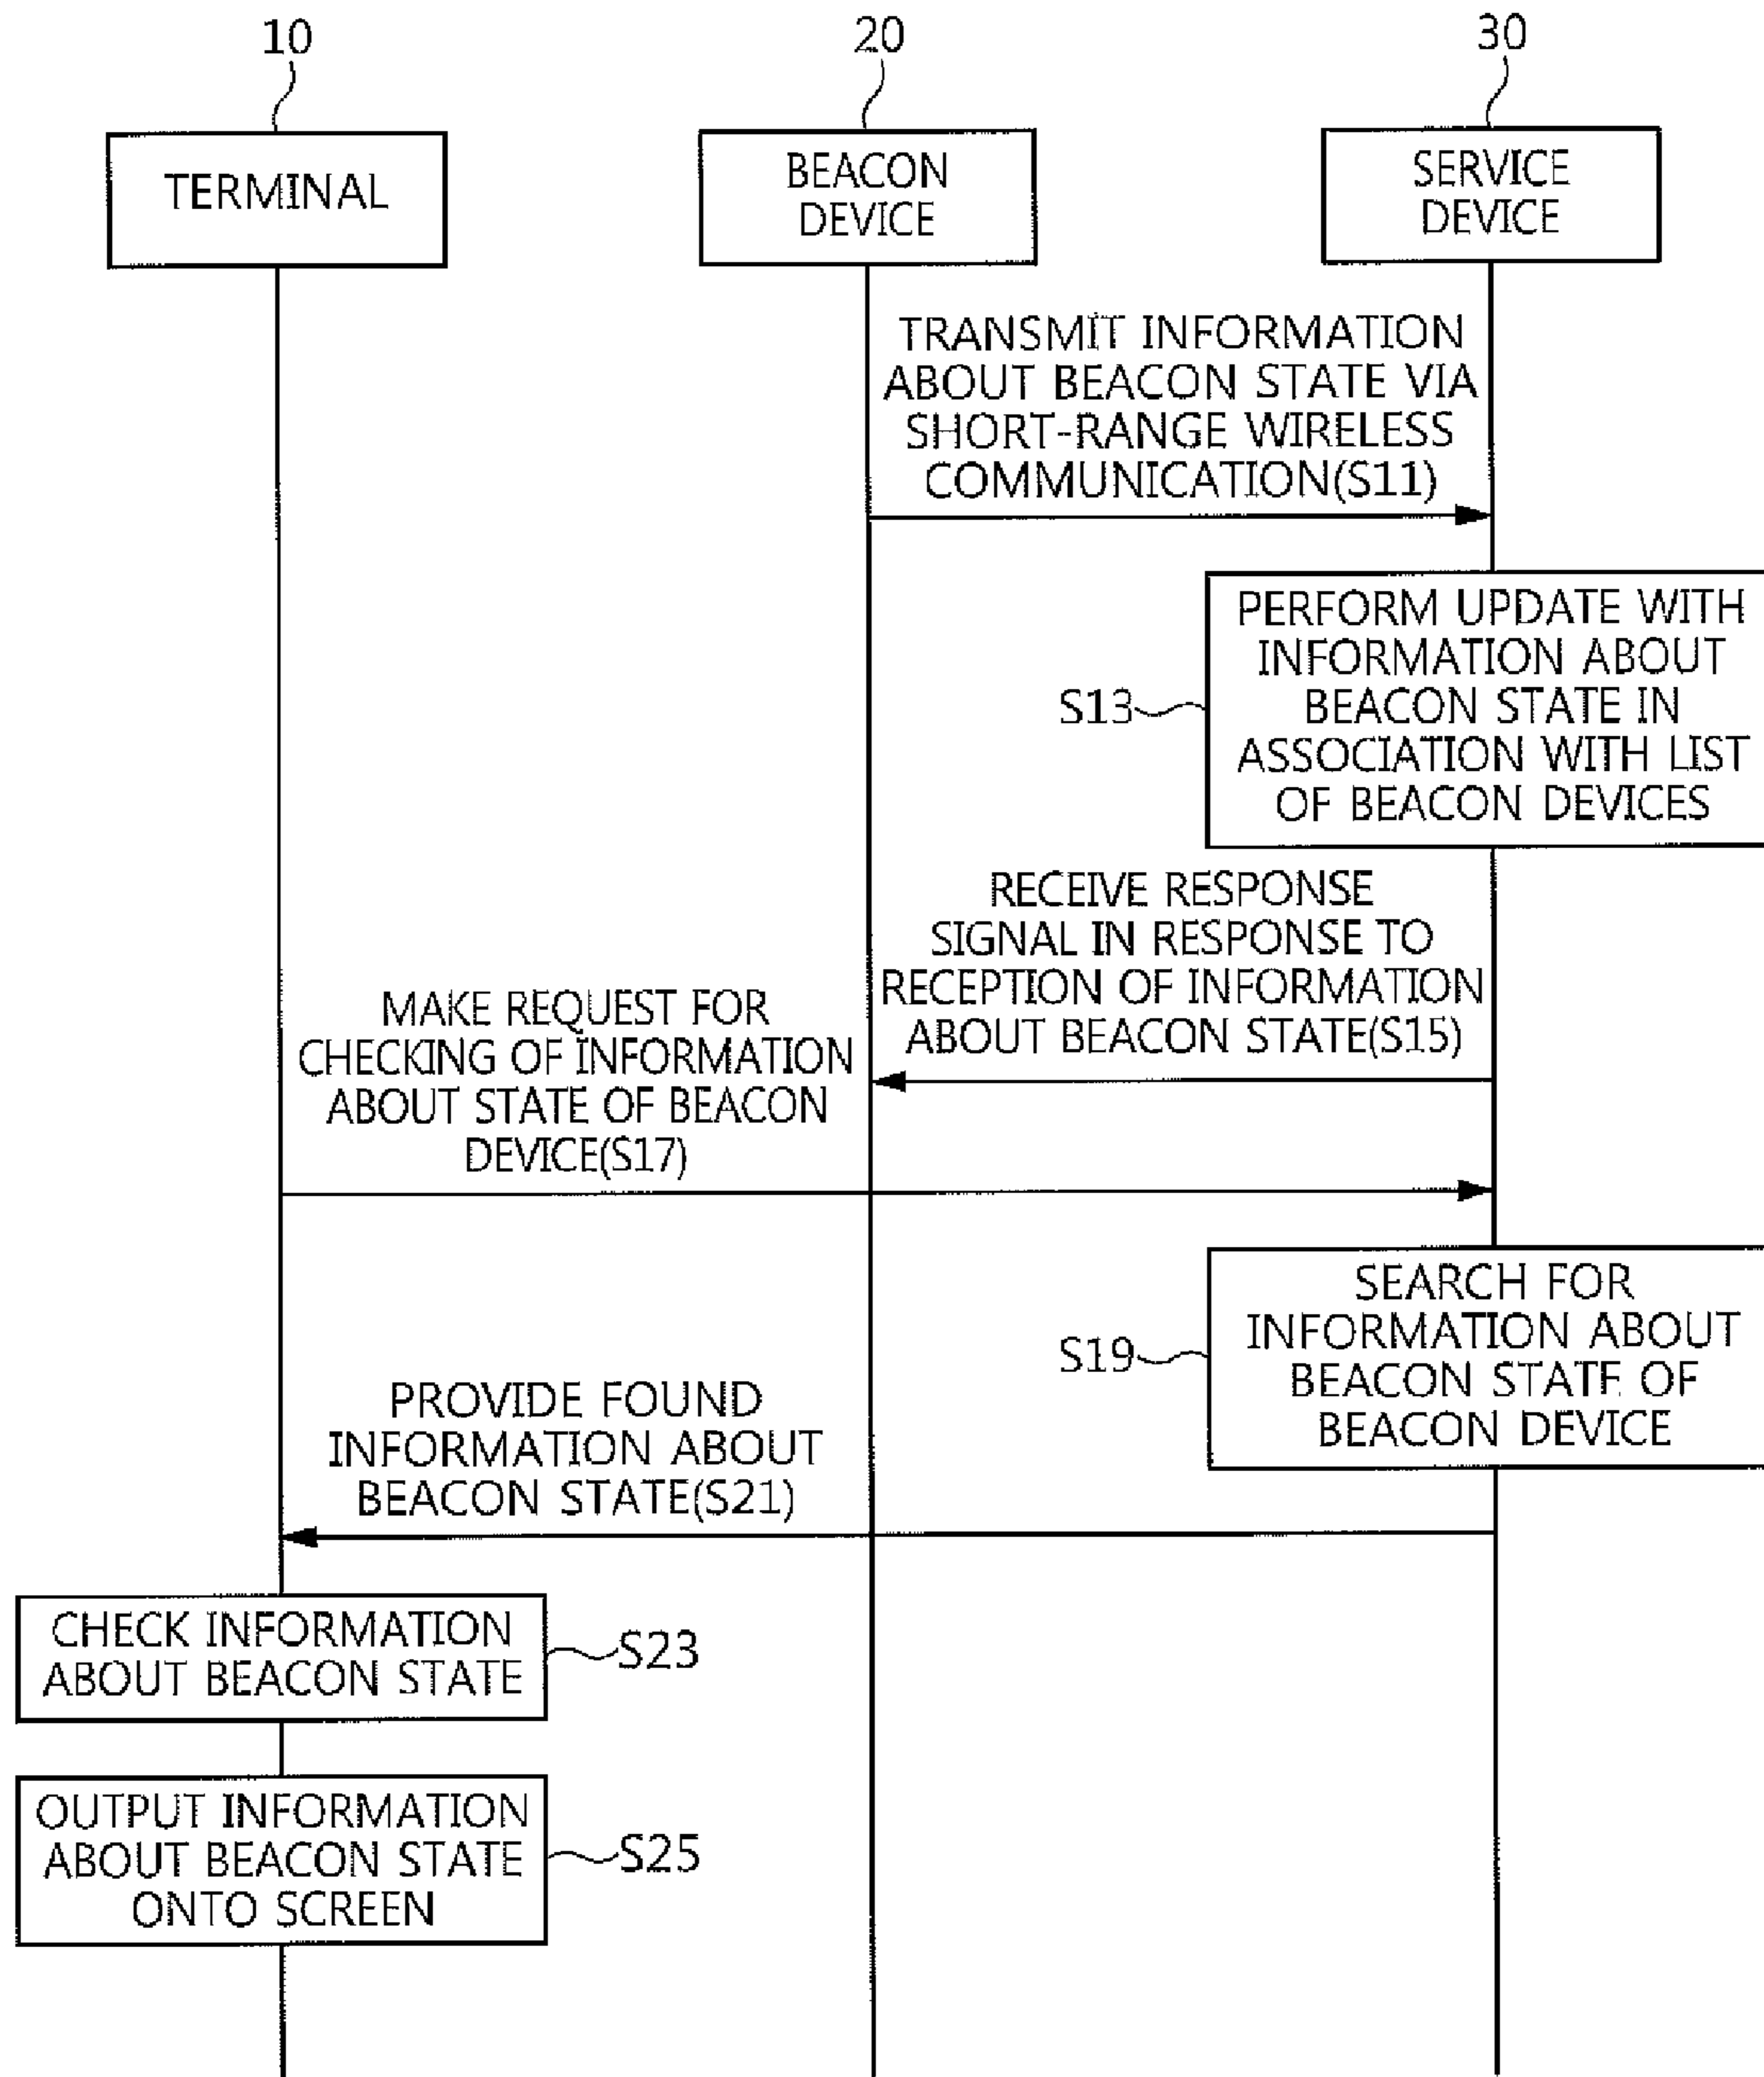 10
20
30
TERMINAL
BEACON
DEVICE
SERVICE
DEVICE
TRANSMIT INFORMATION
ABOUT BEACON STATE VIA
SHORT-RANGE WIRELESS
COMMUNICATION(S11)
S13
PERFORM UPDATE WITH
INFORMATION ABOUT
BEACON STATE IN
ASSOCIATION WITH LIST
OF BEACON DEVICES
RECEIVE RESPONSE
SIGNAL IN RESPONSE TO
RECEPTION OF INFORMATION
ABOUT BEACON STATE(S15)
MAKE REQUEST FOR
CHECKING OF INFORMATION
ABOUT STATE OF BEACON
DEVICE(S17)
S19
SEARCH FOR
INFORMATION ABOUT
BEACON STATE OF
BEACON DEVICE
PROVIDE FOUND
INFORMATION ABOUT
BEACON STATE(S21)
CHECK INFORMATION
ABOUT BEACON STATE
S23
OUTPUT INFORMATION
ABOUT BEACON STATE
ONTO SCREEN
S25